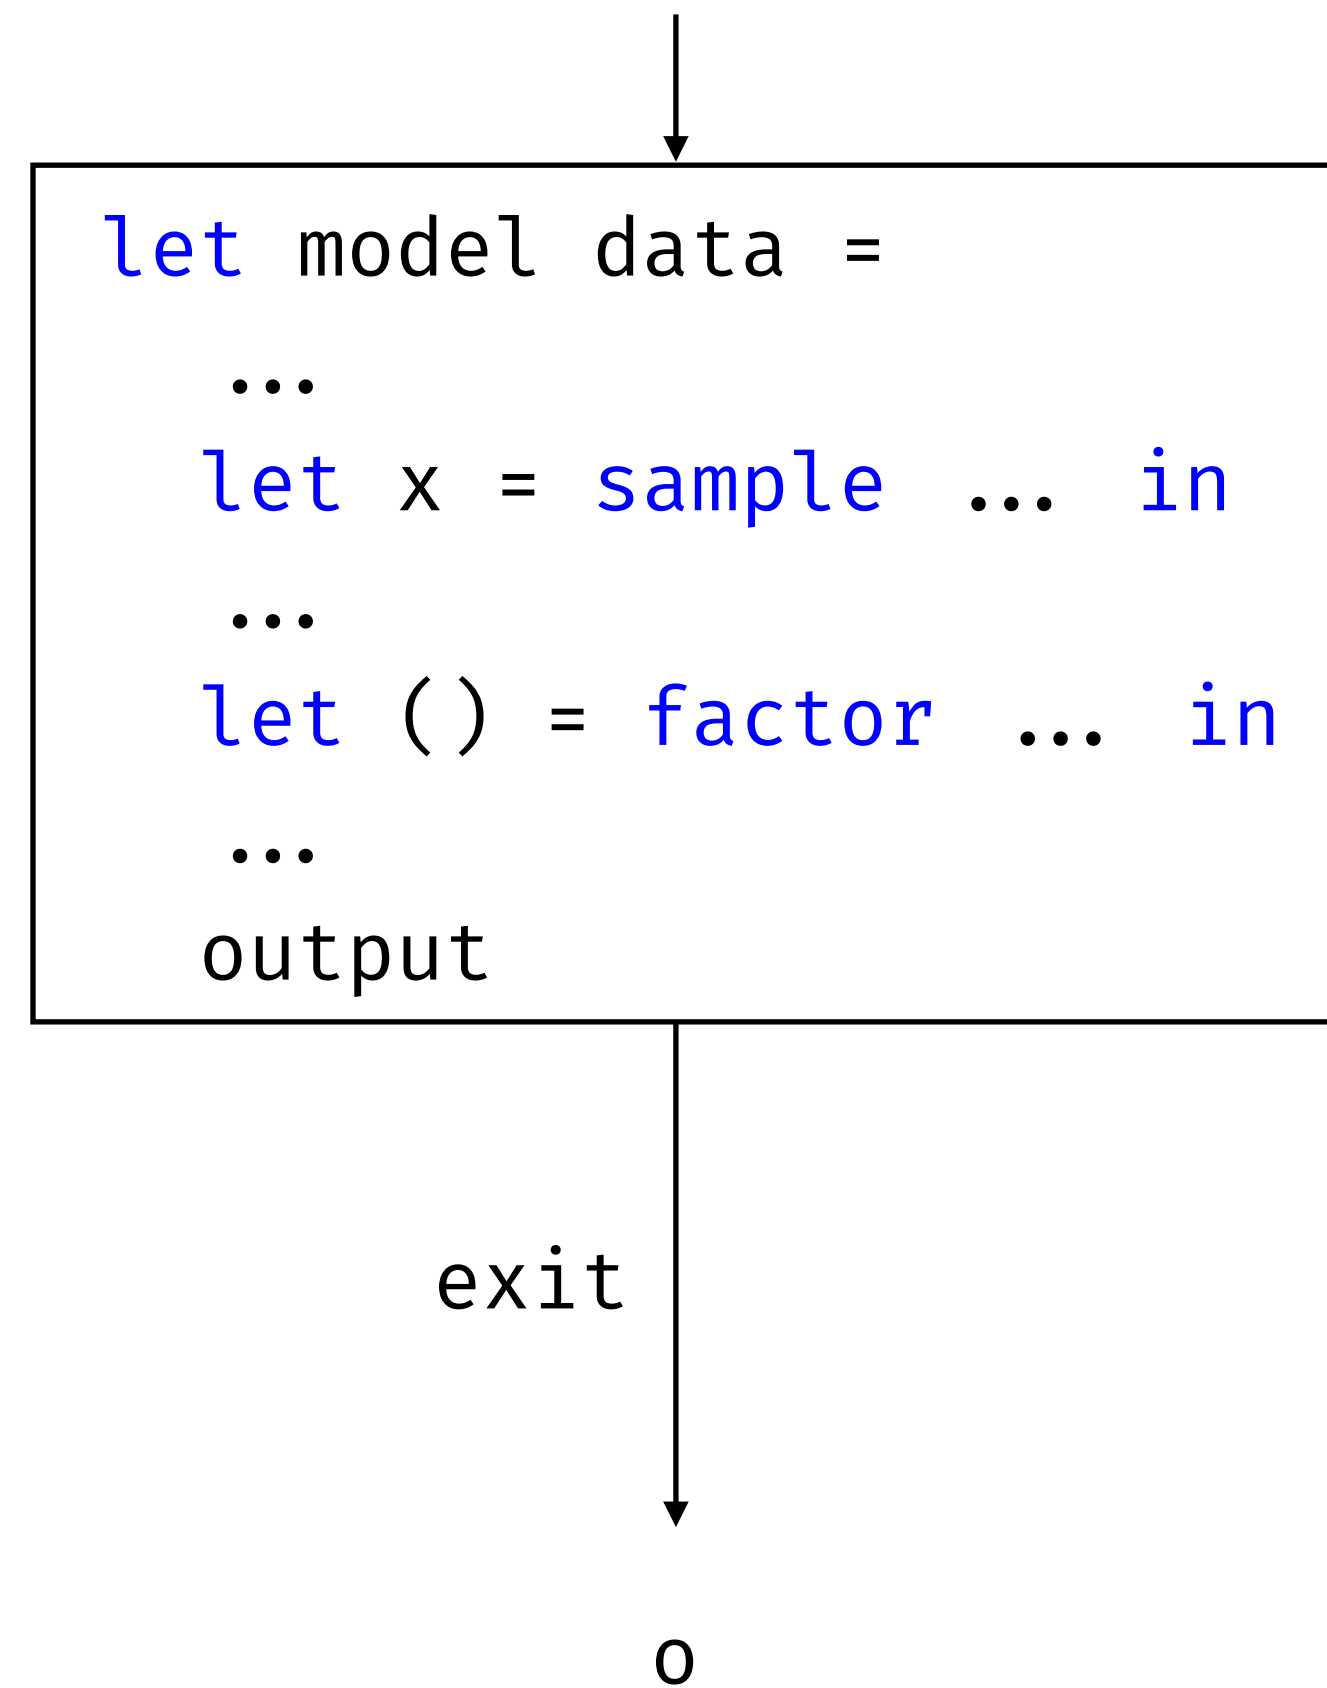 let model data =
...
let x = sample ... in
...
let () = factor ... in
...
output
exit
o